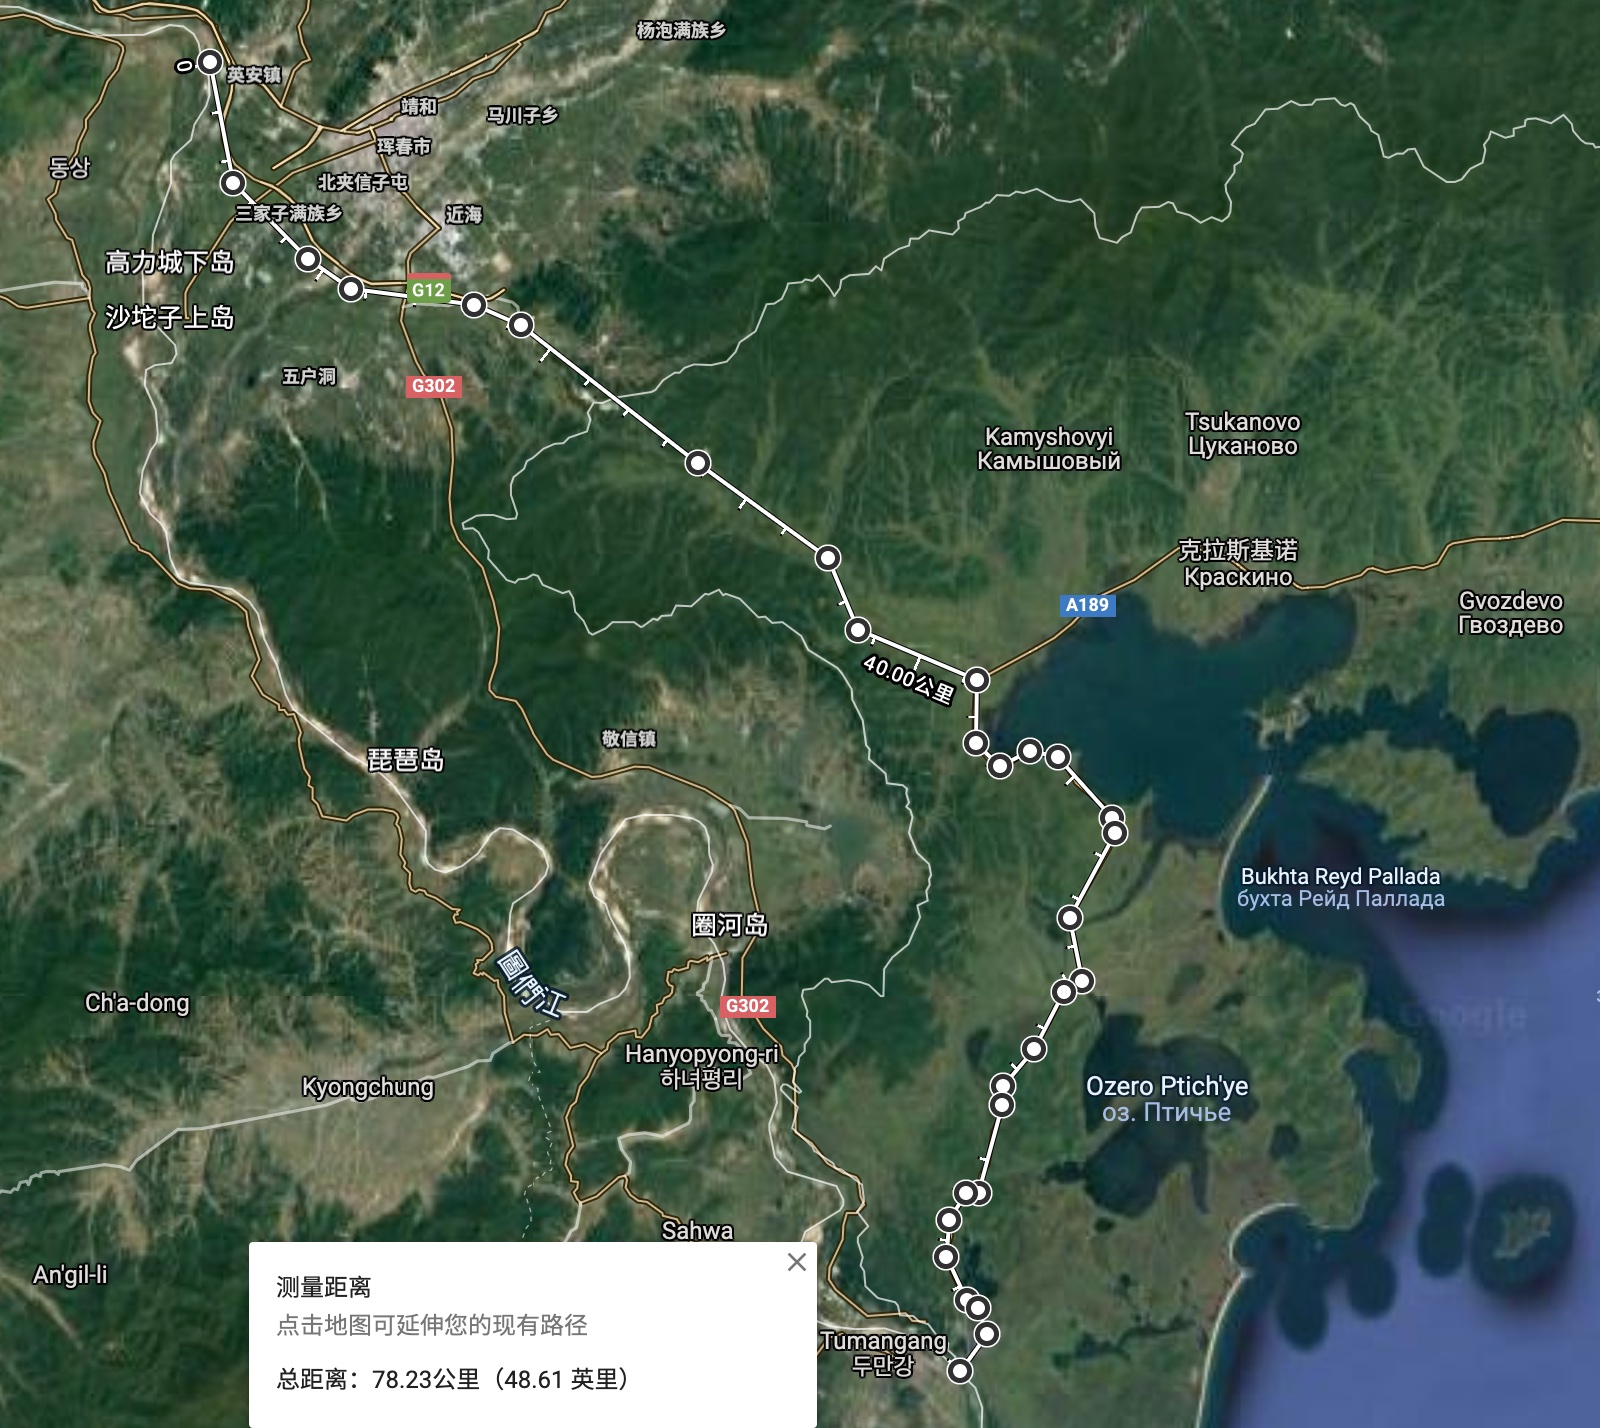 杨泡满族乡
0
英安镇
靖和
马川子乡
珲春市
동상
北夹信子屯
三家子满族乡
近海
高力城下岛
G12
沙坨子上岛
五户洞
G302
Kamyshovyi
Камышовый
Tsukanovo
Цуканово
克拉斯基诺
Краскино
A189
Gvozdevo
Гвоздево
40.00公里
敬信镇
琵琶岛
Bukhta Reyd Pallada
бухта Рейд Паллада
圈河岛
圖們江
Ch'a-dong
G302
Google
Hanyopyong-ri
하녀평리
Kyongchung
Ozero Ptich'ye
оз. Птичье
Sahwa
An'gil-li
测量距离
点击地图可延伸您的现有路径
总距离：78.23公里（48.61 英里）
Tumangang
두만강